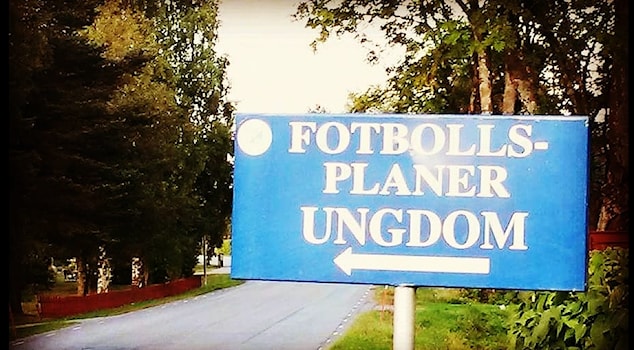 FOTBOLLS-
PLANER
UNGDOM